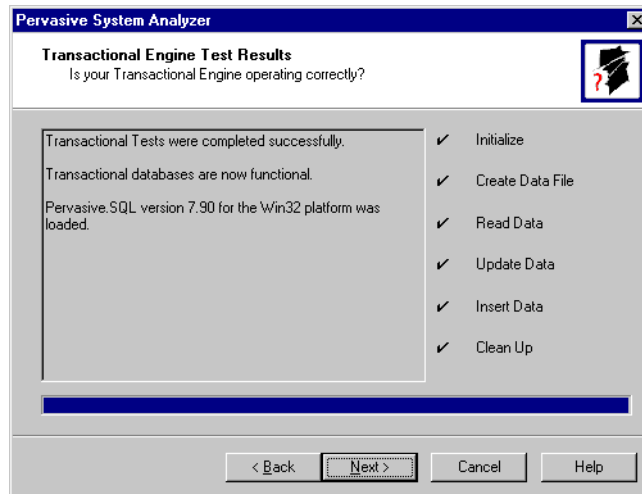 Pervasive System Analyzer
Transactional Engine Test Results
Is your Transactional Engine operating correctly?
?
Transactional Tests were completed successfully.
Transactional databases are now functional.
Pervasive.SQL version 7.90 for the Win32 platform was
loaded.
✔ Initialize
✔ Create Data File
✔ Read Data
✔ Update Data
✔ Insert Data
✔ Clean Up
< Back
Next >
Cancel
Help